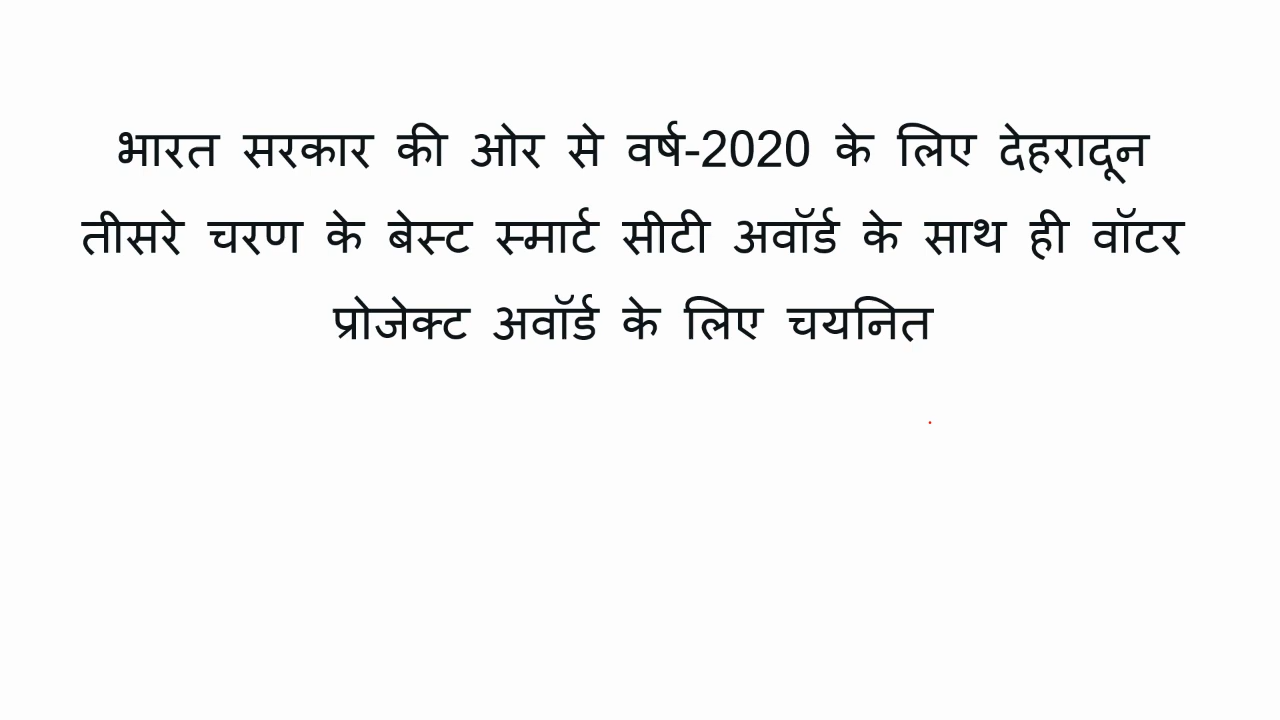 भारत सरकार की ओर से वर्ष-2020 के लिए देहरादून
तीसरे चरण के बेस्ट स्मार्ट सीटी अवॉर्ड के साथ ही वॉटर
प्रोजेक्ट अवॉर्ड के लिए चयनित